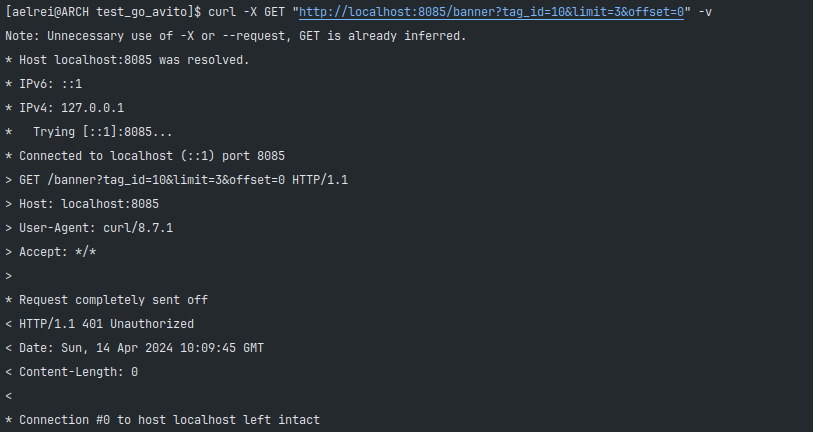 [aelrei@ARCH test_go_avito]$ curl -X GET "http://localhost:8085/banner?tag_id=10&limit=3&offset=0" -v
Note: Unnecessary use of -X or --request, GET is already inferred.
* Host localhost:8085 was resolved.
* IPv6: ::1
* IPv4: 127.0.0.1
*   Trying [::1]:8085...
* Connected to localhost (::1) port 8085
> GET /banner?tag_id=10&limit=3&offset=0 HTTP/1.1
> Host: localhost:8085
> User-Agent: curl/8.7.1
> Accept: */*
>
* Request completely sent off
< HTTP/1.1 401 Unauthorized
< Date: Sun, 14 Apr 2024 10:09:45 GMT
< Content-Length: 0
<
* Connection #0 to host localhost left intact